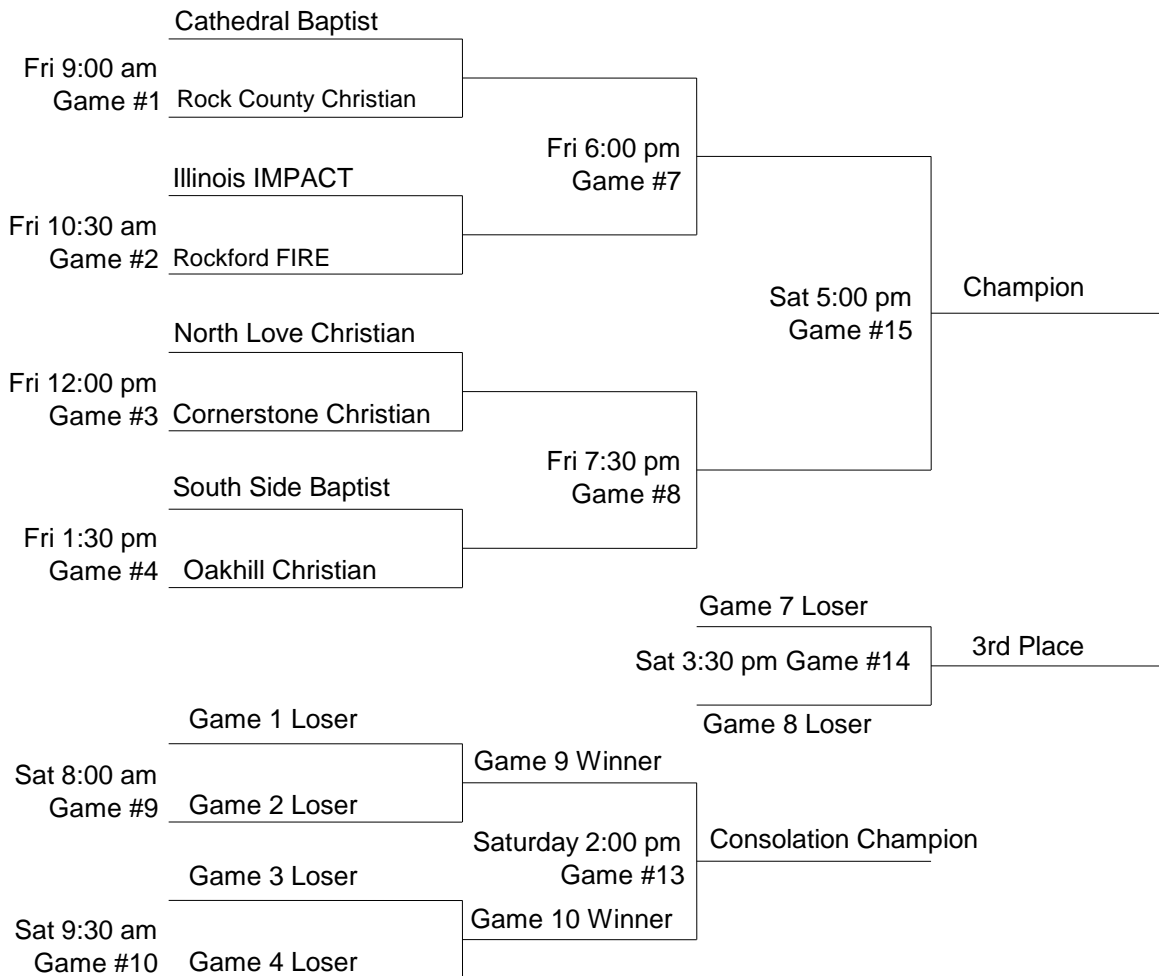 Cathedral Baptist
Fri 9:00 am
Game #1
Rock County Christian
Fri 6:00 pm
Game #7
Illinois IMPACT
Fri 10:30 am
Game #2
Rockford FIRE
Sat 5:00 pm
Game #15
Champion
North Love Christian
Fri 12:00 pm
Game #3
Cornerstone Christian
Fri 7:30 pm
Game #8
South Side Baptist
Fri 1:30 pm
Game #4
Oakhill Christian
Game 7 Loser
Sat 3:30 pm Game #14
3rd Place
Game 8 Loser
Game 1 Loser
Sat 8:00 am
Game #9
Game 2 Loser
Game 9 Winner
Saturday 2:00 pm
Game #13
Consolation Champion
Game 3 Loser
Game 10 Winner
Sat 9:30 am
Game #10
Game 4 Loser